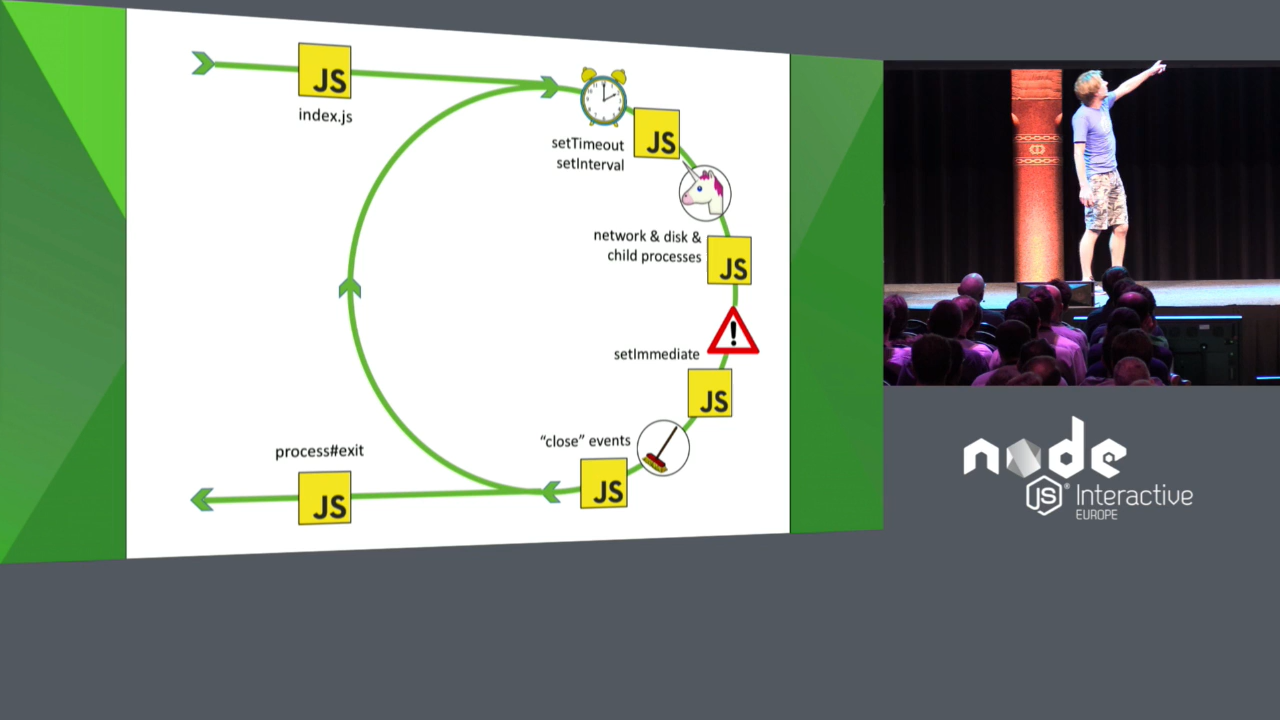 JS
index.js
setTimeout
setInterval
JS
network & disk &
child processes
JS
setImmediate
JS
"close" events
JS
process#exit
JS
node
JS®
Interactive
EUROPE